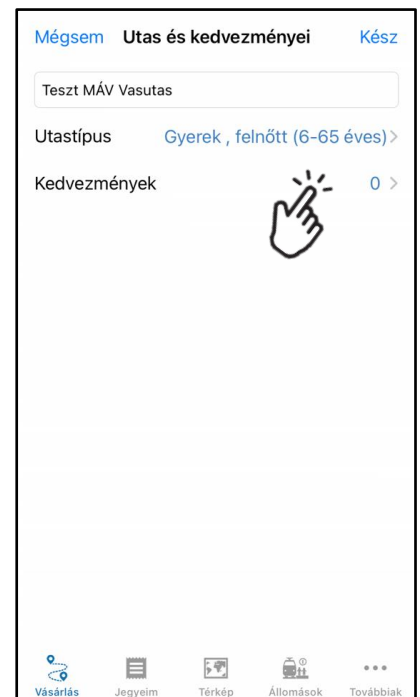 Mégsem Utas és kedvezményei Kész
Teszt MÁV Vasutas
Utastípus Gyerek , felnőtt (6-65 éves)
Kedvezmények 0
Vásárlás Jegyeim Térkép Állomások Továbbiak